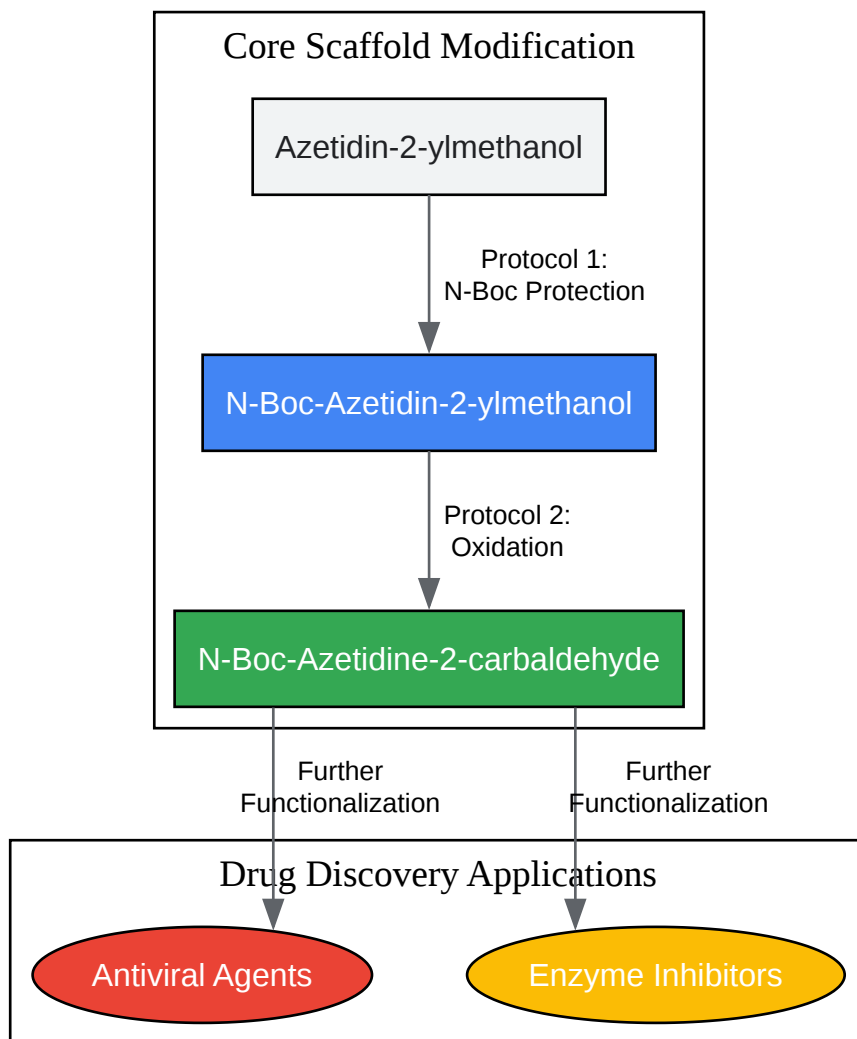 Core Scaffold Modification
Azetidin-2-ylmethanol
Protocol 1:
N-Boc Protection
N-Boc-Azetidin-2-ylmethanol
Protocol 2:
Oxidation
N-Boc-Azetidine-2-carbaldehyde
Further
Functionalization
Further
Functionalization
Drug Discovery Applications
Antiviral Agents
Enzyme Inhibitors